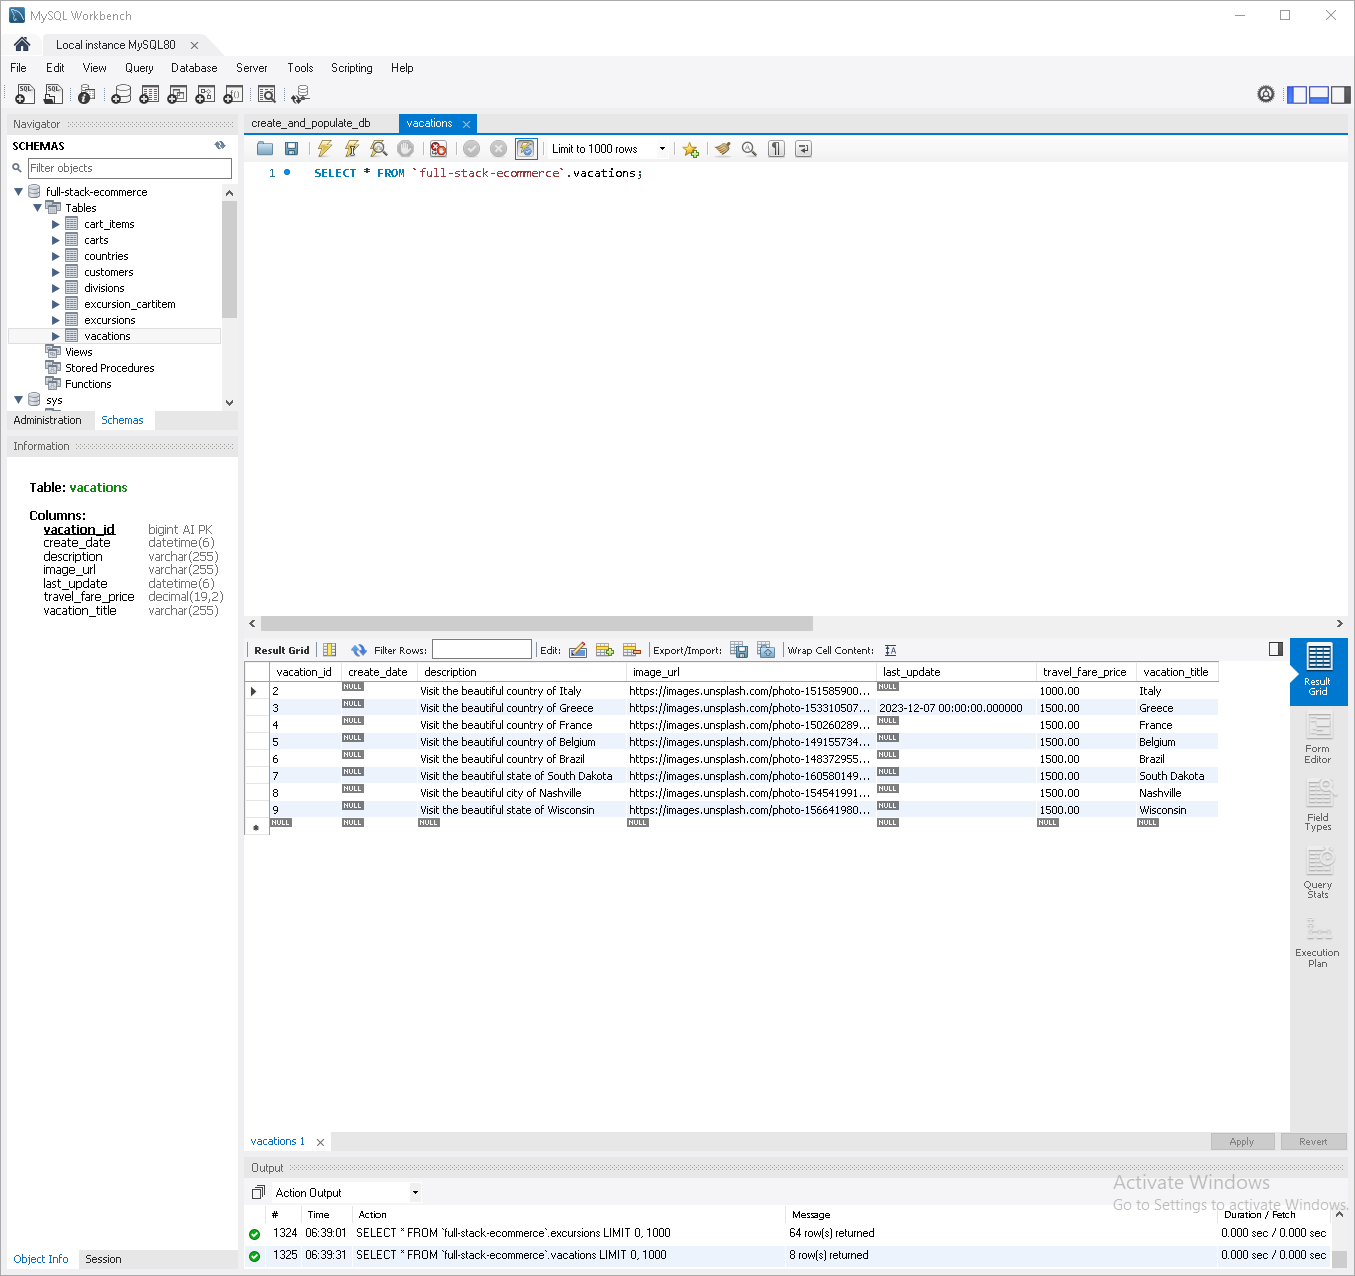 MySQL Workbench
Local instance MySQL80
File Edit View Query Database Server Tools Scripting Help
Navigator
SCHEMAS
Filter objects
full-stack-ecommerce
Tables
cart_items
carts
countries
customers
divisions
excursion_cartitem
excursions
vacations
Views
Stored Procedures
Functions
sys
Administration Schemas
Information
Table: vacations
Columns:
vacation_id bigint AI PK
create_date datetime(6)
description varchar(255)
image_url varchar(255)
last_update datetime(6)
travel_fare_price decimal(19,2)
vacation_title varchar(255)
Object Info Session
create_and_populate_db vacations
Limit to 1000 rows
1 SELECT * FROM `full-stack-ecommerce`.vacations;
Result Grid Filter Rows: Edit: Export/Import: Wrap Cell Content:
vacation_id create_date description image_url last_update travel_fare_price vacation_title
2 NULL Visit the beautiful country of Italy https://images.unsplash.com/photo-151585900... NULL 1000.00 Italy
3 NULL Visit the beautiful country of Greece https://images.unsplash.com/photo-153310507... 2023-12-07 00:00:00.000000 1500.00 Greece
4 NULL Visit the beautiful country of France https://images.unsplash.com/photo-150260289... NULL 1500.00 France
5 NULL Visit the beautiful country of Belgium https://images.unsplash.com/photo-149155734... NULL 1500.00 Belgium
6 NULL Visit the beautiful country of Brazil https://images.unsplash.com/photo-148372955... NULL 1500.00 Brazil
7 NULL Visit the beautiful state of South Dakota https://images.unsplash.com/photo-160580149... NULL 1500.00 South Dakota
8 NULL Visit the beautiful city of Nashville https://images.unsplash.com/photo-154541991... NULL 1500.00 Nashville
9 NULL Visit the beautiful state of Wisconsin https://images.unsplash.com/photo-156641980... NULL 1500.00 Wisconsin
NULL NULL NULL NULL NULL NULL NULL
Result
Grid
Form
Editor
Field
Types
Query
Stats
Execution
Plan
vacations 1
Apply Revert
Output
Action Output
# Time Action Message Duration / Fetch
1324 06:39:01 SELECT * FROM `full-stack-ecommerce`.excursions LIMIT 0, 1000 64 row(s) returned 0.000 sec / 0.000 sec
1325 06:39:31 SELECT * FROM `full-stack-ecommerce`.vacations LIMIT 0, 1000 8 row(s) returned 0.000 sec / 0.000 sec
Activate Windows
Go to Settings to activate Windows.